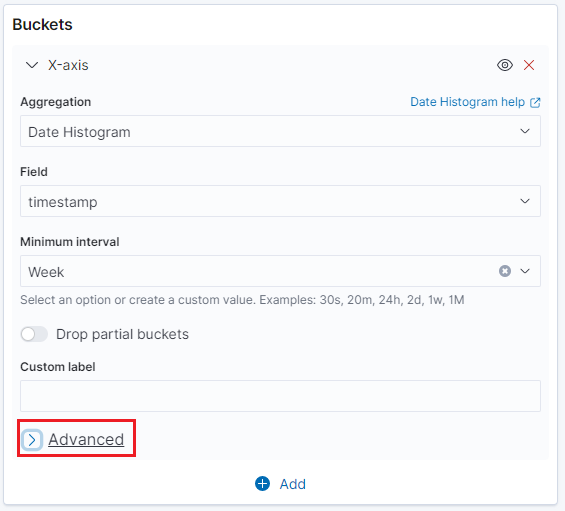 Buckets
X-axis
Aggregation
Date Histogram help
Date Histogram
Field
timestamp
Minimum interval
Week
Select an option or create a custom value. Examples: 30s, 20m, 24h, 2d, 1w, 1M
Drop partial buckets
Custom label
Advanced
Add